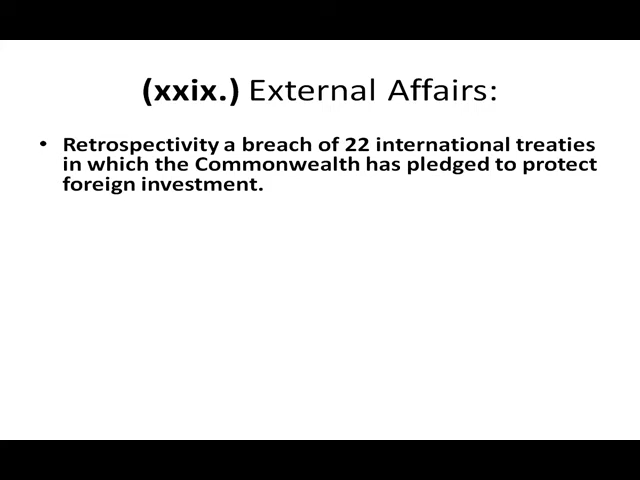 (xxix.) External Affairs:
• Retrospectivity a breach of 22 international treaties
in which the Commonwealth has pledged to protect
foreign investment.